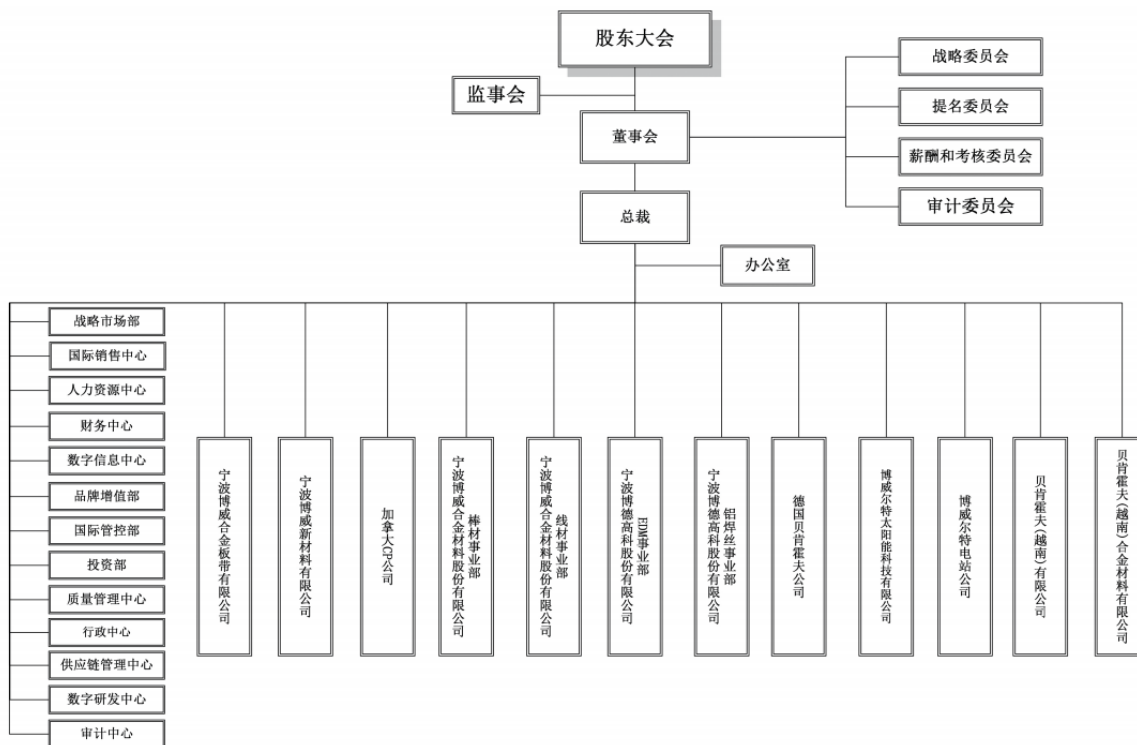 股东大会
监事会
董事会
战略委员会
提名委员会
薪酬和考核委员会
审计委员会
总裁
办公室
战略市场部
国际销售中心
人力资源中心
财务中心
数字信息中心
品牌增值部
国际管控部
投资部
质量管理中心
行政中心
供应链管理中心
数字研发中心
审计中心
宁波博威合金板带有限公司
宁波博威新材料有限公司
加拿大CP公司
宁波博威合金材料股份有限公司
棒材事业部
宁波博威合金材料股份有限公司
线材事业部
宁波博德高科股份有限公司
EDM事业部
宁波博德高科股份有限公司
铝焊丝事业部
德国贝肯霍夫公司
博威尔特太阳能科技有限公司
博威尔特电站公司
贝肯霍夫（越南）有限公司
贝肯霍夫（越南）合金材料有限公司